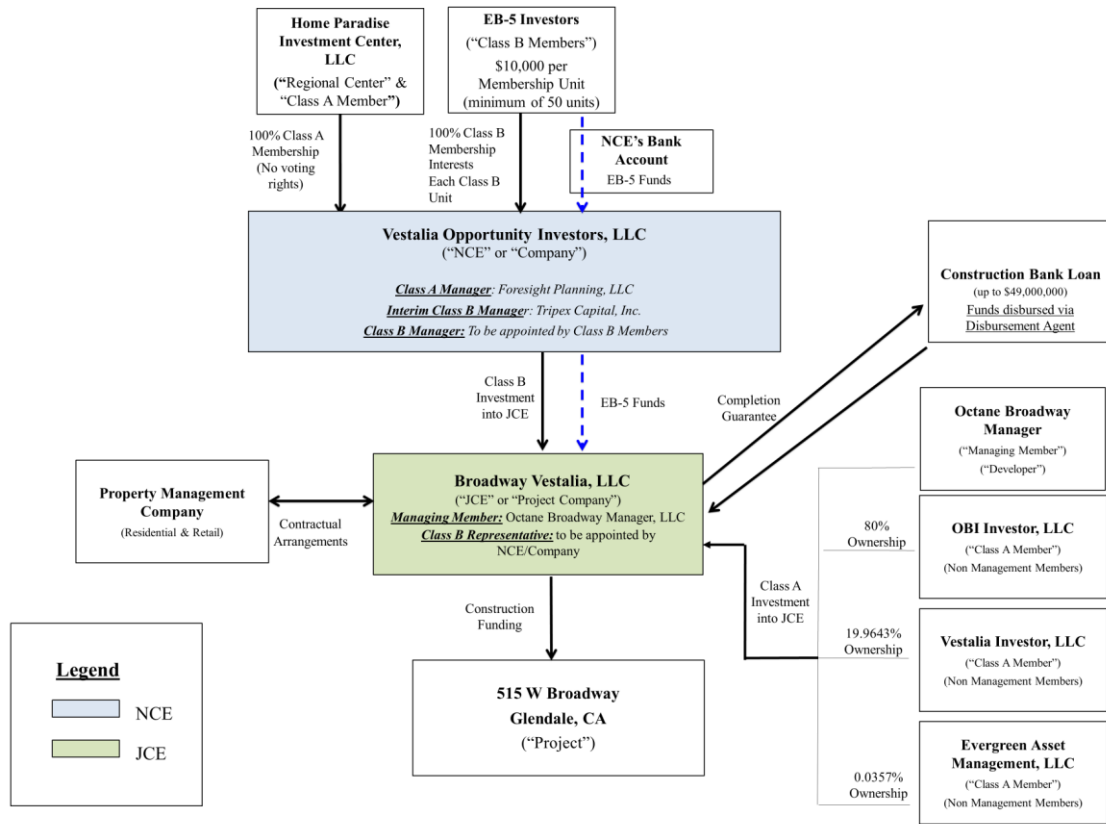 Home Paradise
Investment Center,
LLC
(“Regional Center” &
“Class A Member”)
EB-5 Investors
(“Class B Members”)
$10,000 per
Membership Unit
(minimum of 50 units)
100% Class A
Membership
(No voting
rights)
100% Class B
Membership
Interests
Each Class B
Unit
NCE’s Bank
Account
EB-5 Funds
Vestalia Opportunity Investors, LLC
(“NCE” or “Company”)
Class A Manager: Foresight Planning, LLC
Interim Class B Manager: Tripex Capital, Inc.
Class B Manager: To be appointed by Class B Members
Construction Bank Loan
(up to $49,000,000)
Funds disbursed via
Disbursement Agent
Class B
Investment
into JCE
EB-5 Funds
Completion
Guarantee
Octane Broadway
Manager
(“Managing Member”)
(“Developer”)
Property Management
Company
(Residential & Retail)
Contractual
Arrangements
Broadway Vestalia, LLC
(“JCE” or “Project Company”)
Managing Member: Octane Broadway Manager, LLC
Class B Representative: to be appointed by
NCE/Company
80%
Ownership
OBI Investor, LLC
(“Class A Member”)
(Non Management Members)
Class A
Investment
into JCE
Construction
Funding
19.9643%
Ownership
Vestalia Investor, LLC
(“Class A Member”)
(Non Management Members)
Legend
NCE
JCE
515 W Broadway
Glendale, CA
(“Project”)
0.0357%
Ownership
Evergreen Asset
Management, LLC
(“Class A Member”)
(Non Management Members)